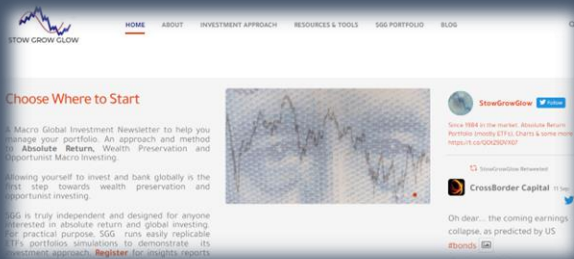 STOW GROW GLOW
HOME ABOUT INVESTMENT APPROACH RESOURCES & TOOLS SGG PORTFOLIO BLOG
Choose Where to Start
A Macro Global Investment Newsletter to help you
manage your portfolio. An approach and method
to Absolute Return, Wealth Preservation and
Opportunist Macro Investing.
Allowing yourself to invest and bank globally is the
first step towards wealth preservation and
opportunist investing.
SGG is truly independent and designed for anyone
interested in absolute return and global investing.
For practical purpose, SGG runs easily replicable
ETFs portfolios simulations to demonstrate its
investment approach. Register for insights reports
StowGrowGlow Follow
Since 1984 in the market. Absolute Return
Portfolio (mostly ETFs). Charts & some more
StowGrowGlow Retweeted
CrossBorder Capital 11 Sep
Oh dear... the coming earnings
collapse, as predicted by US
#bonds